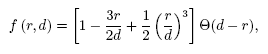 f (r, d) = [1 − 3r/2d + 1/2 (r/d)³] Θ(d − r),